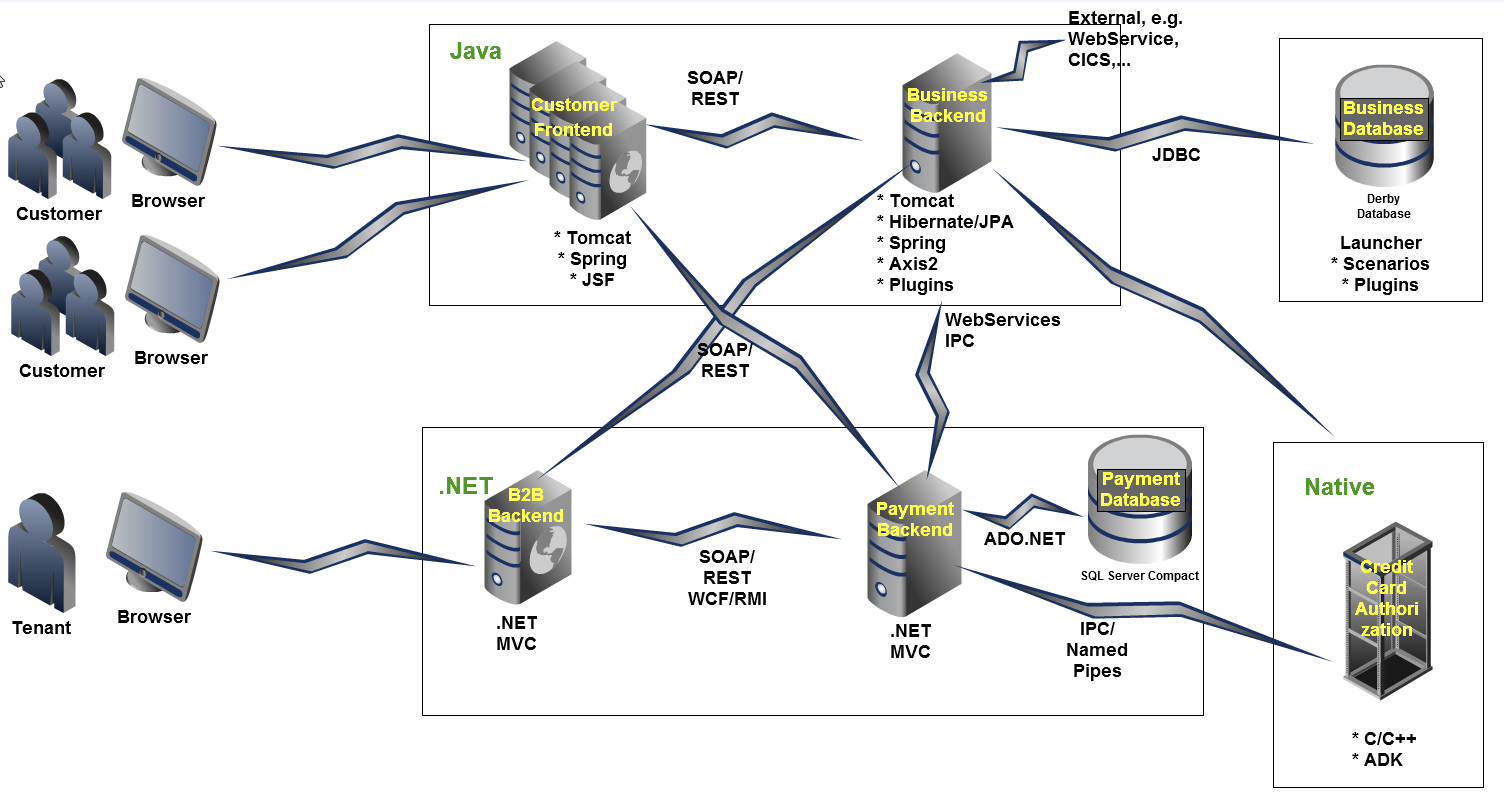 External, e.g.
WebService,
CICS,...
Java
SOAP/
REST
Customer
Frontend
Business
Backend
Business
Database
JDBC
Browser
Customer
Derby
Database
* Tomcat
* Hibernate/JPA
* Spring
* Axis2
* Plugins
* Tomcat
* Spring
* JSF
Launcher
* Scenarios
* Plugins
Browser
Customer
WebServices
IPC
SOAP/
REST
.NET
B2B
Backend
Payment
Backend
Payment
Database
Native
ADO.NET
SQL Server Compact
SOAP/
REST
WCF/RMI
Credit
Card
Authori
zation
Browser
Tenant
.NET
MVC
.NET
MVC
IPC/
Named
Pipes
* C/C++
* ADK